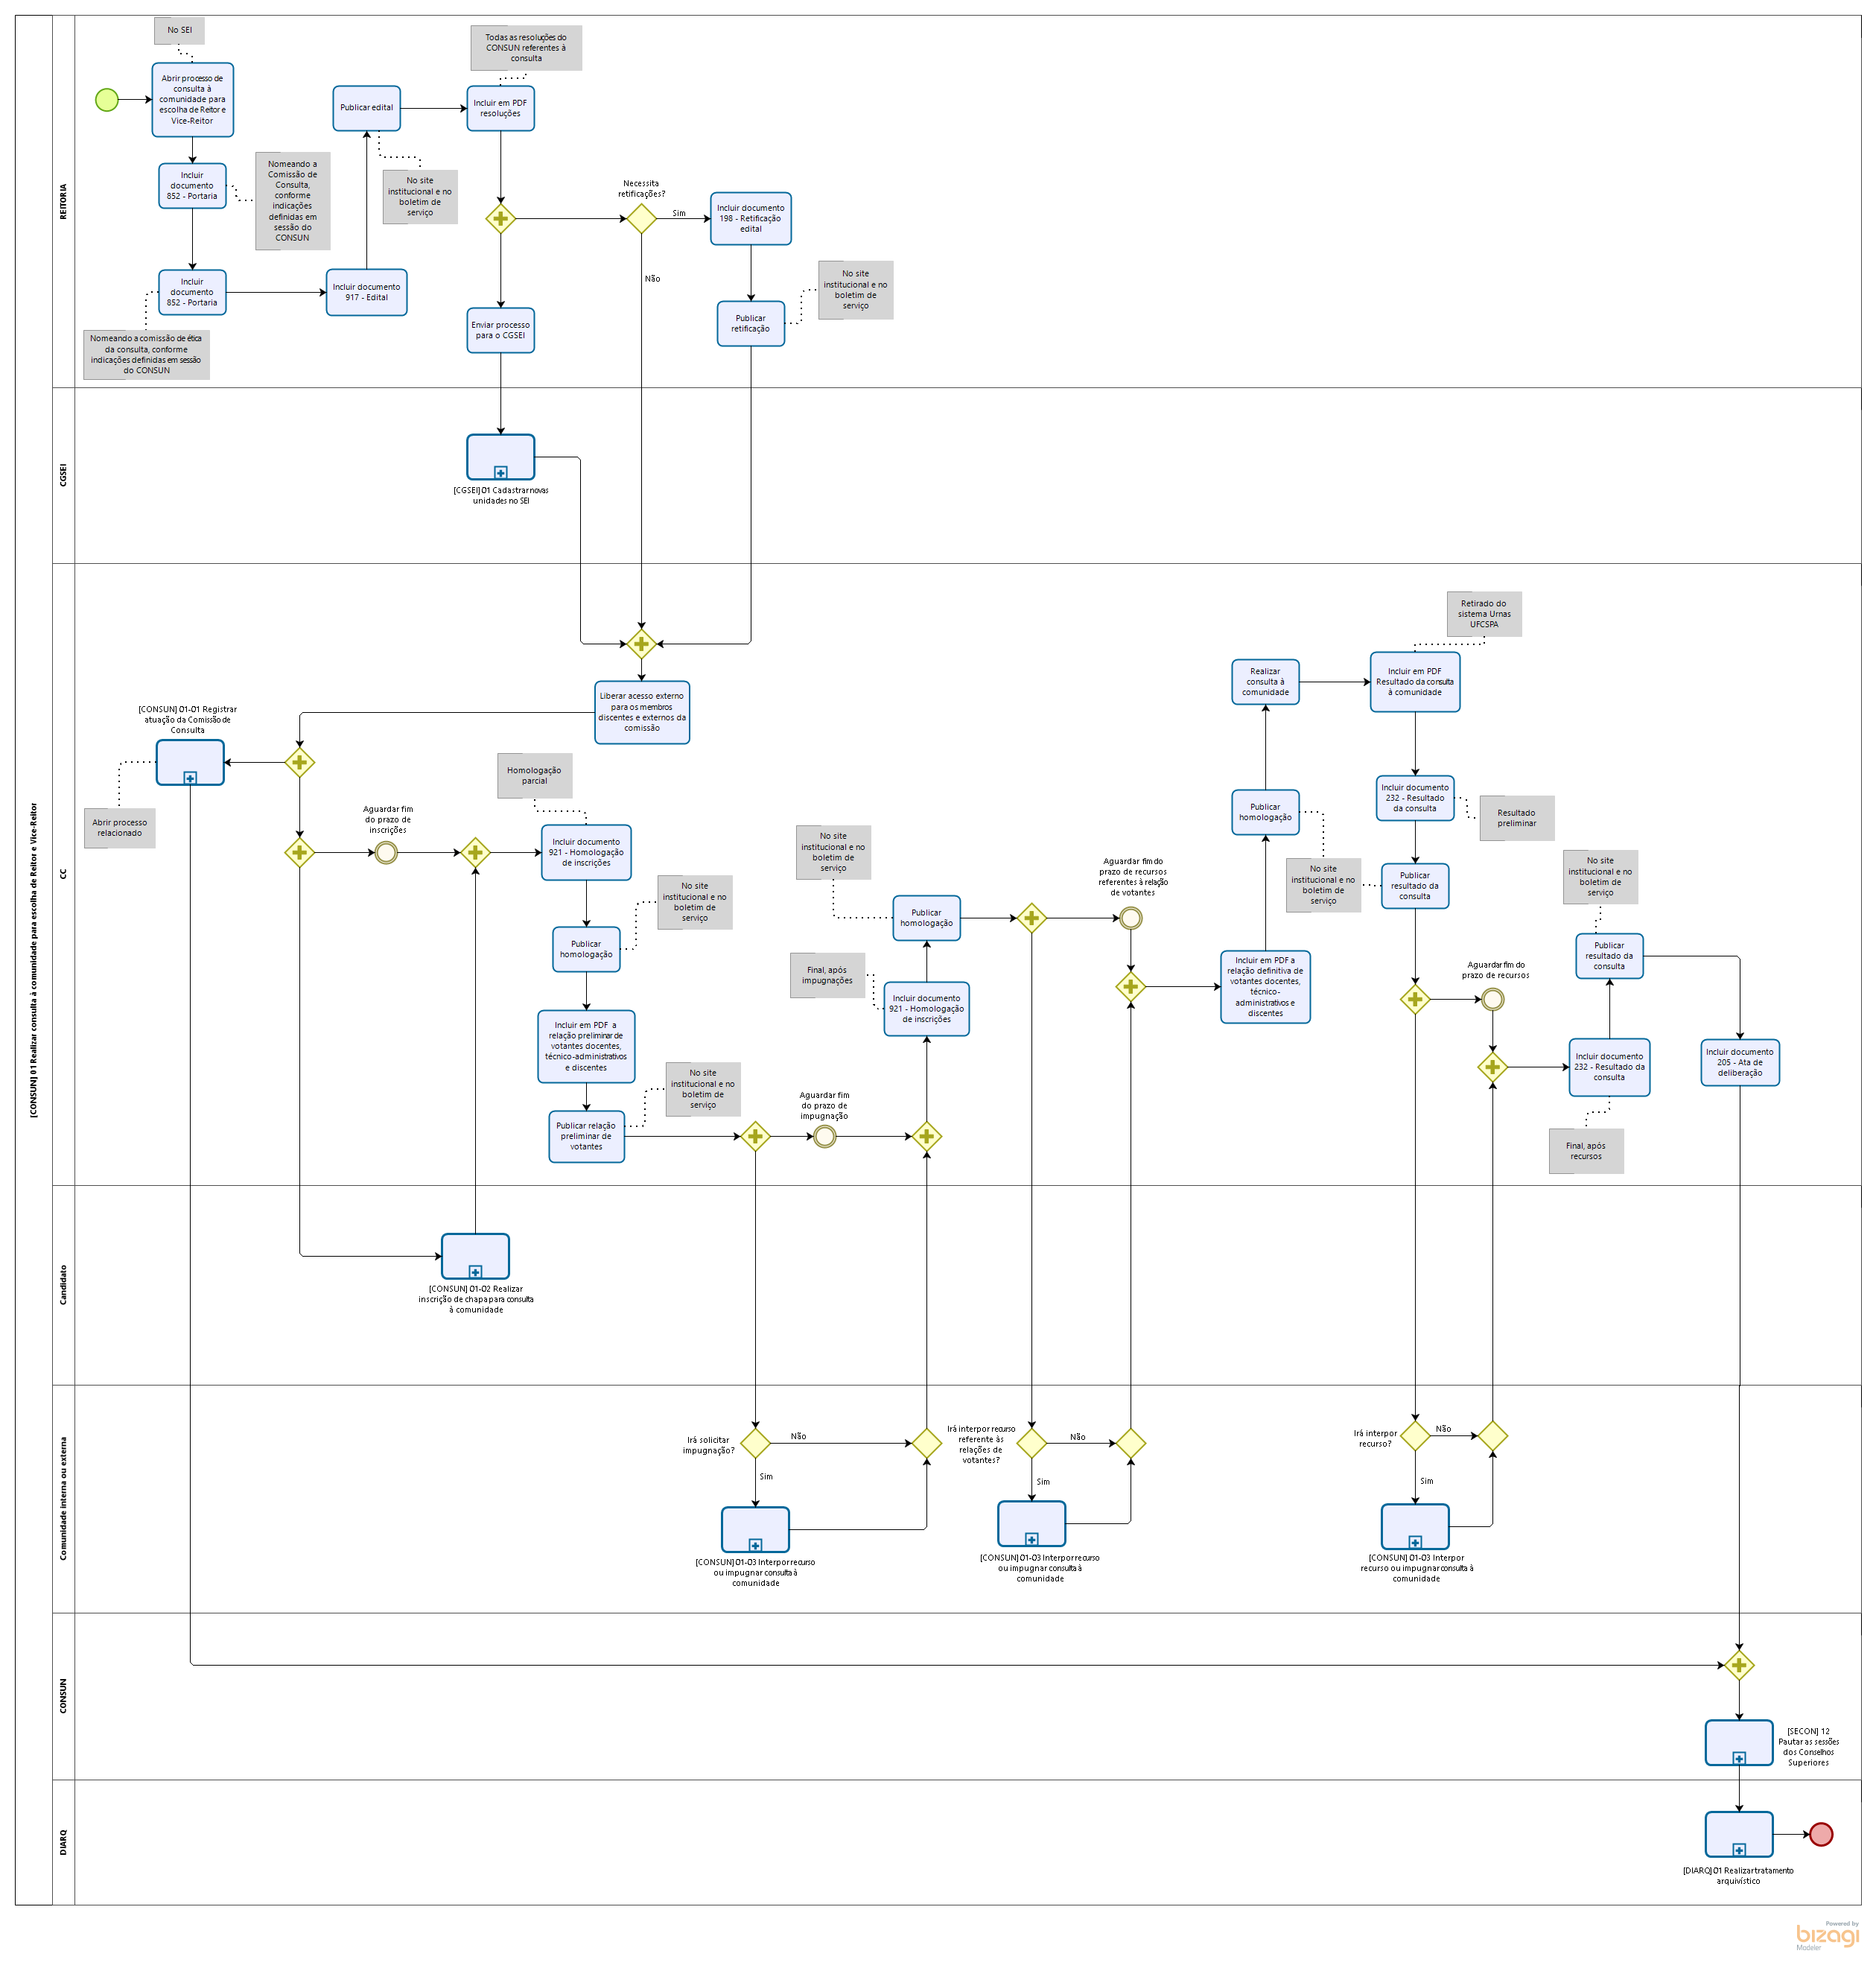 [CONSUN] 01 Realizar consulta à comunidade para escolha de Reitor e Vice-Reitor
REITORIA
No SEI
Abrir processo de
consulta à
comunidade para
escolha de Reitor e
Vice-Reitor
Incluir
documento
852 - Portaria
Nomeando a
Comissão de
Consulta,
conforme
indicações
definidas em
sessão do
CONSUN
Incluir
documento
852 - Portaria
Nomeando a comissão de ética
da consulta, conforme
indicações definidas em sessão
do CONSUN
Incluir documento
917 - Edital
Publicar edital
No site
institucional e no
boletim de
serviço
Todas as resoluções do
CONSUN referentes à
consulta
Incluir em PDF
resoluções
Necessita
retificações?
Sim
Não
Incluir documento
198 - Retificação
edital
No site
institucional e no
boletim de
serviço
Publicar
retificação
Enviar processo
para o CGSEI
CGSEI
[CGSEI] 01 Cadastrar novas
unidades no SEI
CC
Liberar acesso externo
para os membros
discentes e externos da
comissão
[CONSUN] 01-01 Registrar
atuação da Comissão de
Consulta
Abrir processo
relacionado
Aguardar fim
do prazo de
inscrições
Homologação
parcial
Incluir documento
921 - Homologação
de inscrições
No site
institucional e no
boletim de
serviço
Publicar
homologação
Incluir em PDF a
relação preliminar de
votantes docentes,
técnico-administrativos
e discentes
No site
institucional e no
boletim de
serviço
Publicar relação
preliminar de
votantes
Aguardar fim
do prazo de
impugnação
No site
institucional e no
boletim de
serviço
Publicar
homologação
Final, após
impugnações
Incluir documento
921 - Homologação
de inscrições
Aguardar fim do
prazo de recursos
referentes à relação
de votantes
Incluir em PDF a
relação definitiva de
votantes docentes,
técnico-
administrativos e
discentes
Publicar
homologação
No site
institucional e no
boletim de
serviço
Realizar
consulta à
comunidade
Retirado do
sistema Urnas
UFCSPA
Incluir em PDF
Resultado da consulta
à comunidade
Incluir documento
232 - Resultado
da consulta
Resultado
preliminar
Publicar
resultado da
consulta
Aguardar fim do
prazo de recursos
No site
institucional e no
boletim de
serviço
Publicar
resultado da
consulta
Incluir documento
232 - Resultado da
consulta
Final, após
recursos
Incluir documento
205 - Ata de
deliberação
Candidato
[CONSUN] 01-02 Realizar
inscrição de chapa para consulta
à comunidade
Comunidade interna ou externa
Irá solicitar
impugnação?
Não
Sim
[CONSUN] 01-03 Interpor recurso
ou impugnar consulta à
comunidade
Irá interpor recurso
referente às
relações de
votantes?
Não
Sim
[CONSUN] 01-03 Interpor recurso
ou impugnar consulta à
comunidade
Irá interpor
recurso?
Não
Sim
[CONSUN] 01-03 Interpor
recurso ou impugnar consulta à
comunidade
CONSUN
[SECON] 12
Pautar as sessões
dos Conselhos
Superiores
DIARQ
[DIARQ] 01 Realizar tratamento
arquivístico
Powered by
bizagi
Modeler